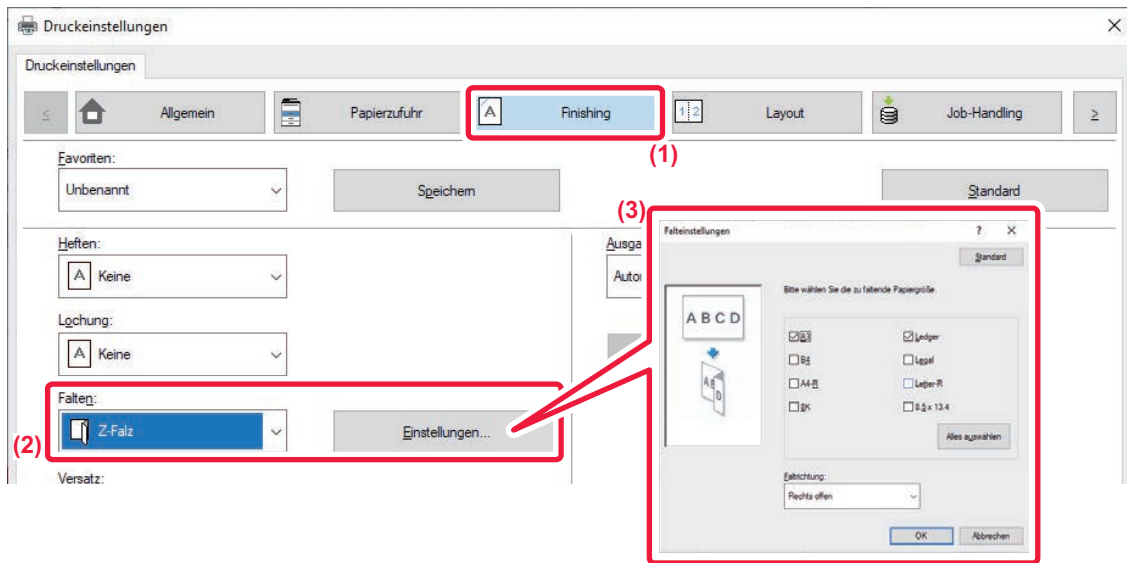 Druckeinstellungen
Druckeinstellungen
≤ Allgemein Papierzufuhr A Finishing 1 2 Layout Job-Handling ≥
(1)
Favoriten:
Unbenannt Speichern Standard
(3)
Heften:
A Keine
Ausga
Autor
Lochung:
A Keine
Falten:
Z-Falz Einstellungen...
(2)
Versatz:
Falteinstellungen ? X
Standard
Bitte wählen Sie die zu faltende Papiergröße.
A B C D
A3 Ledger
B4 Legal
A4-R Letter-R
8K 8.5 x 13.4
Alles auswählen
Faltrichtung:
Rechts offen
OK Abbrechen